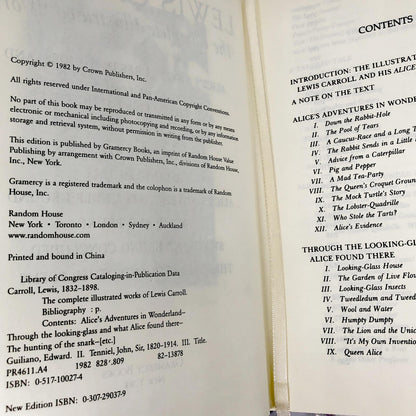 LEWIS
Copyright © 1982 by Crown Publishers, Inc.
All rights reserved under International and Pan-American Copyright Conventions.
No part of this book may be reproduced or transmitted in any form or by any means
electronic or mechanical including photocopying and recording, or by any information
storage and retrieval system, without permission in writing from the publisher.
This edition is published by Gramercy Books, an imprint of Random House Value
Publishing by arrangement with Crown Publishers, Inc., divisions of Random House,
Inc., New York.
Gramercy is a registered trademark and the colophon is a trademark of Random
House, Inc.
Random House
New York • Toronto • London • Sydney • Auckland
www.randomhouse.com
Printed and bound in China
Library of Congress Cataloging-in-Publication Data
Carroll, Lewis, 1832–1898.
The complete illustrated works of Lewis Carroll.
Bibliography : p.
Contents: Alice's Adventures in Wonderland—
Through the looking-glass and what Alice found there—
The hunting of the snark—[etc.]
Guiliano, Edward. II. Tenniel, John, Sir, 1820-1914. III. Title.
PR4611.A4 1982 828'.809 82-13878
ISBN: 0-517-10027-4
New Edition ISBN: 0-307-29037-9
CONTENTS
INTRODUCTION: THE ILLUSTRAT
LEWIS CARROLL AND HIS ALICE
A NOTE ON THE TEXT
ALICE'S ADVENTURES IN WONDER
I. Down the Rabbit-Hole
II. The Pool of Tears
III. A Caucus-Race and a Long T
IV. The Rabbit Sends in a Little
V. Advice from a Caterpillar
VI. Pig and Pepper
VII. A Mad Tea-Party
VIII. The Queen's Croquet Ground
IX. The Mock Turtle's Story
X. The Lobster-Quadrille
XI. Who Stole the Tarts?
XII. Alice's Evidence
THROUGH THE LOOKING-GLASS
ALICE FOUND THERE
I. Looking-Glass House
II. The Garden of Live Flow
III. Looking-Glass Insects
IV. Tweedledum and Tweedle
V. Wool and Water
VI. Humpty Dumpty
VII. The Lion and the Unic
VIII. "It's My Own Invention
IX. Queen Alice